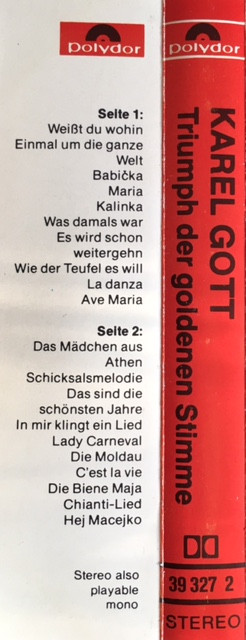 polydor
Seite 1:
Weißt du wohin
Einmal um die ganze
Welt
Babička
Maria
Kalinka
Was damals war
Es wird schon
weitergehn
Wie der Teufel es will
La danza
Ave Maria
Seite 2:
Das Mädchen aus
Athen
Schicksalsmelodie
Das sind die
schönsten Jahre
In mir klingt ein Lied
Lady Carneval
Die Moldau
C'est la vie
Die Biene Maja
Chianti-Lied
Hej Macejko
Stereo also
playable
mono
polydor
KAREL GOTT
Triumph der goldenen Stimme
39 327 2
STEREO